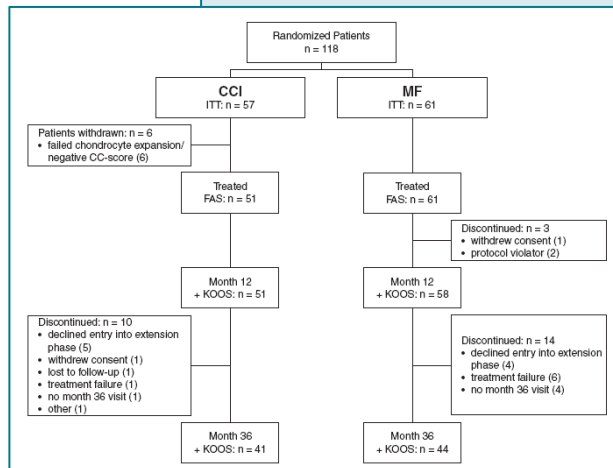 Randomized Patients
n = 118
CCI
ITT: n = 57
MF
ITT: n = 61
Patients withdrawn: n = 6
• failed chondrocyte expansion/
negative CC-score (6)
Treated
FAS: n = 51
Treated
FAS: n = 61
Discontinued: n = 3
• withdrew consent (1)
• protocol violator (2)
Month 12
+ KOOS: n = 51
Month 12
+ KOOS: n = 58
Discontinued: n = 10
• declined entry into extension
phase (5)
• withdrew consent (1)
• lost to follow-up (1)
• treatment failure (1)
• no month 36 visit (1)
• other (1)
Discontinued: n = 14
• declined entry into extension
phase (4)
• treatment failure (6)
• no month 36 visit (4)
Month 36
+ KOOS: n = 41
Month 36
+ KOOS: n = 44